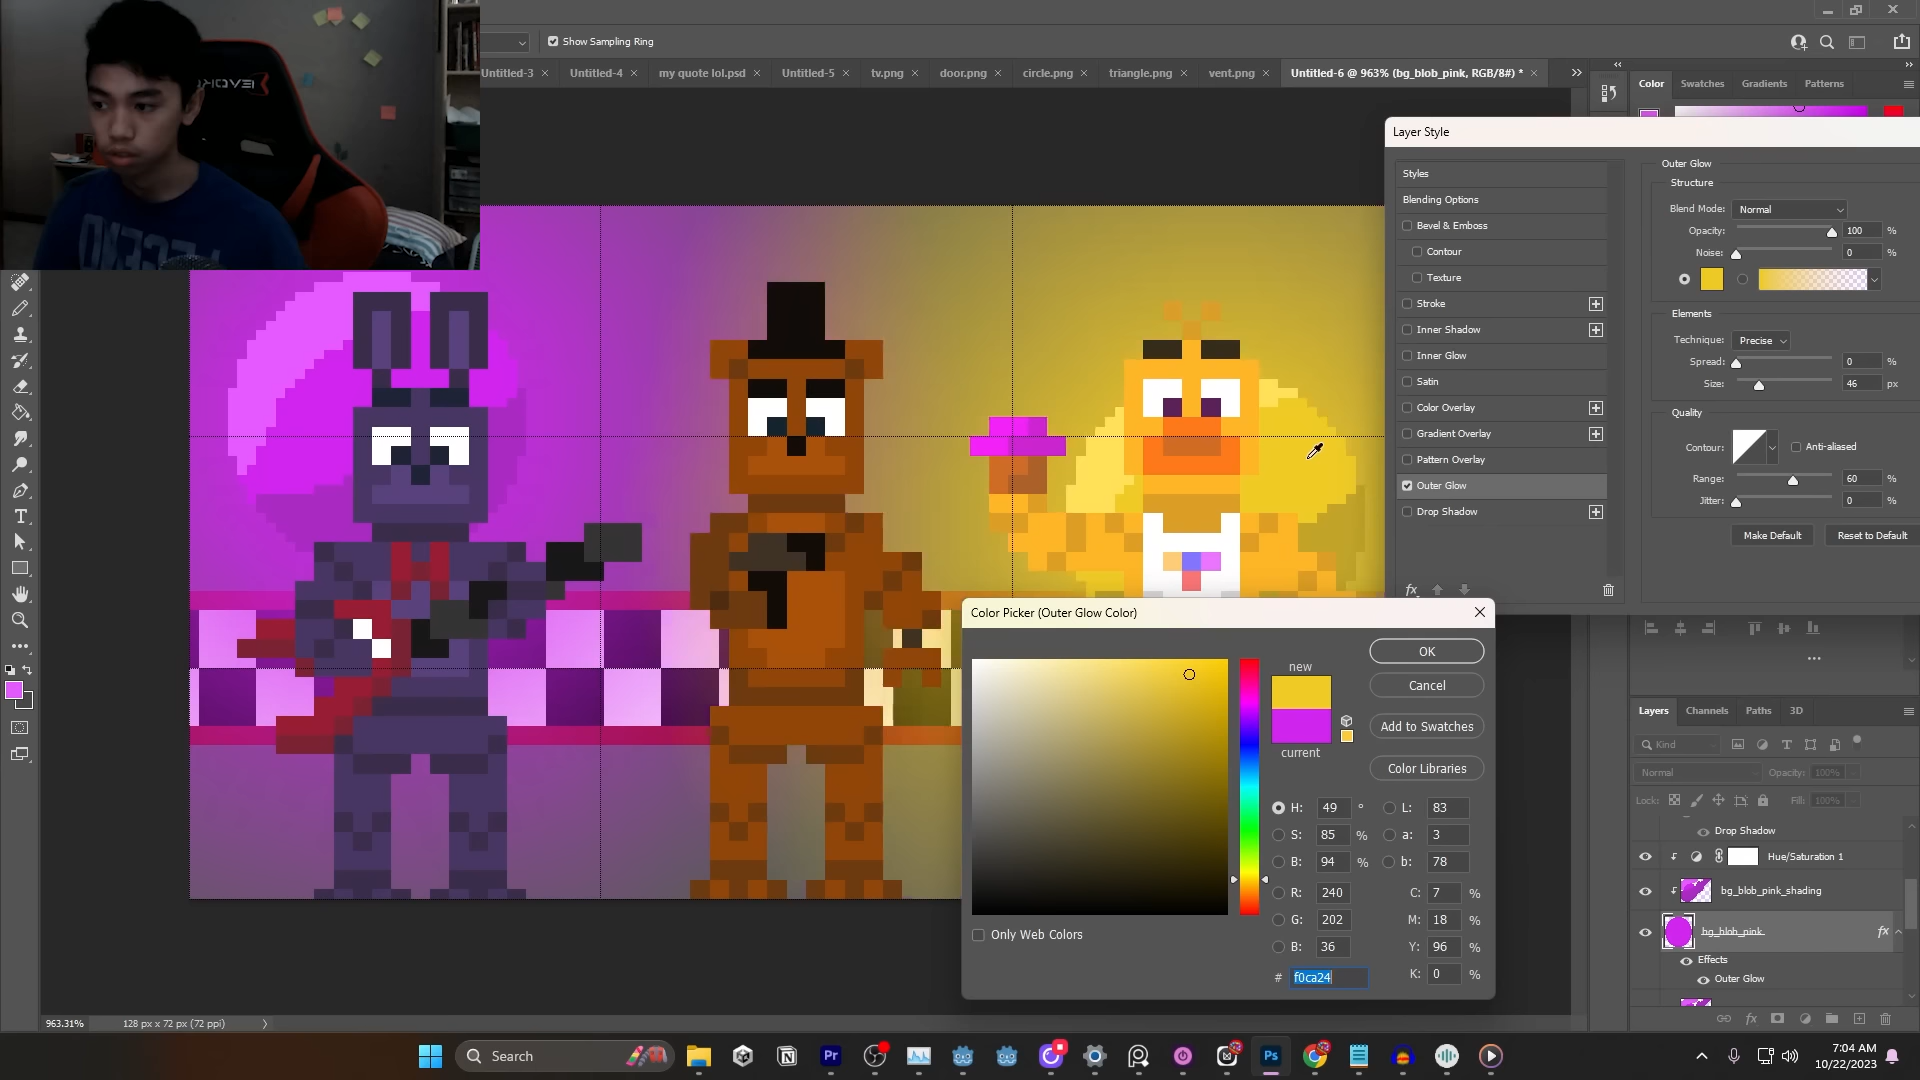 Show Sampling Ring
Untitled-3 × Untitled-4 × my quote lol.psd × Untitled-5 × tv.png × door.png × circle.png × triangle.png × vent.png × Untitled-6 @ 963% (bg_blob_pink, RGB/8#) * ×
Color Swatches Gradients Patterns
Layer Style
Styles
Blending Options
Bevel & Emboss
Contour
Texture
Stroke
Inner Shadow
Inner Glow
Satin
Color Overlay
Gradient Overlay
Pattern Overlay
Outer Glow
Drop Shadow
fx
Outer Glow
Structure
Blend Mode: Normal
Opacity: 100 %
Noise: 0 %
Elements
Technique: Precise
Spread: 0 %
Size: 46 px
Quality
Contour: Anti-aliased
Range: 60 %
Jitter: 0 %
Make Default Reset to Default
Color Picker (Outer Glow Color)
new
current
OK
Cancel
Add to Swatches
Color Libraries
H: 49 ° L: 83
S: 85 % a: 3
B: 94 % b: 78
R: 240 C: 7 %
G: 202 M: 18 %
B: 36 Y: 96 %
# f0ca24 K: 0 %
Only Web Colors
Layers Channels Paths 3D
Kind
Normal Opacity: 100%
Lock: Fill: 100%
Drop Shadow
Hue/Saturation 1
bg_blob_pink_shading
bg_blob_pink fx
Effects
Outer Glow
fx
963.31% 128 px x 72 px (72 ppi)
Search
Pr
Ps
7:04 AM
10/22/2023